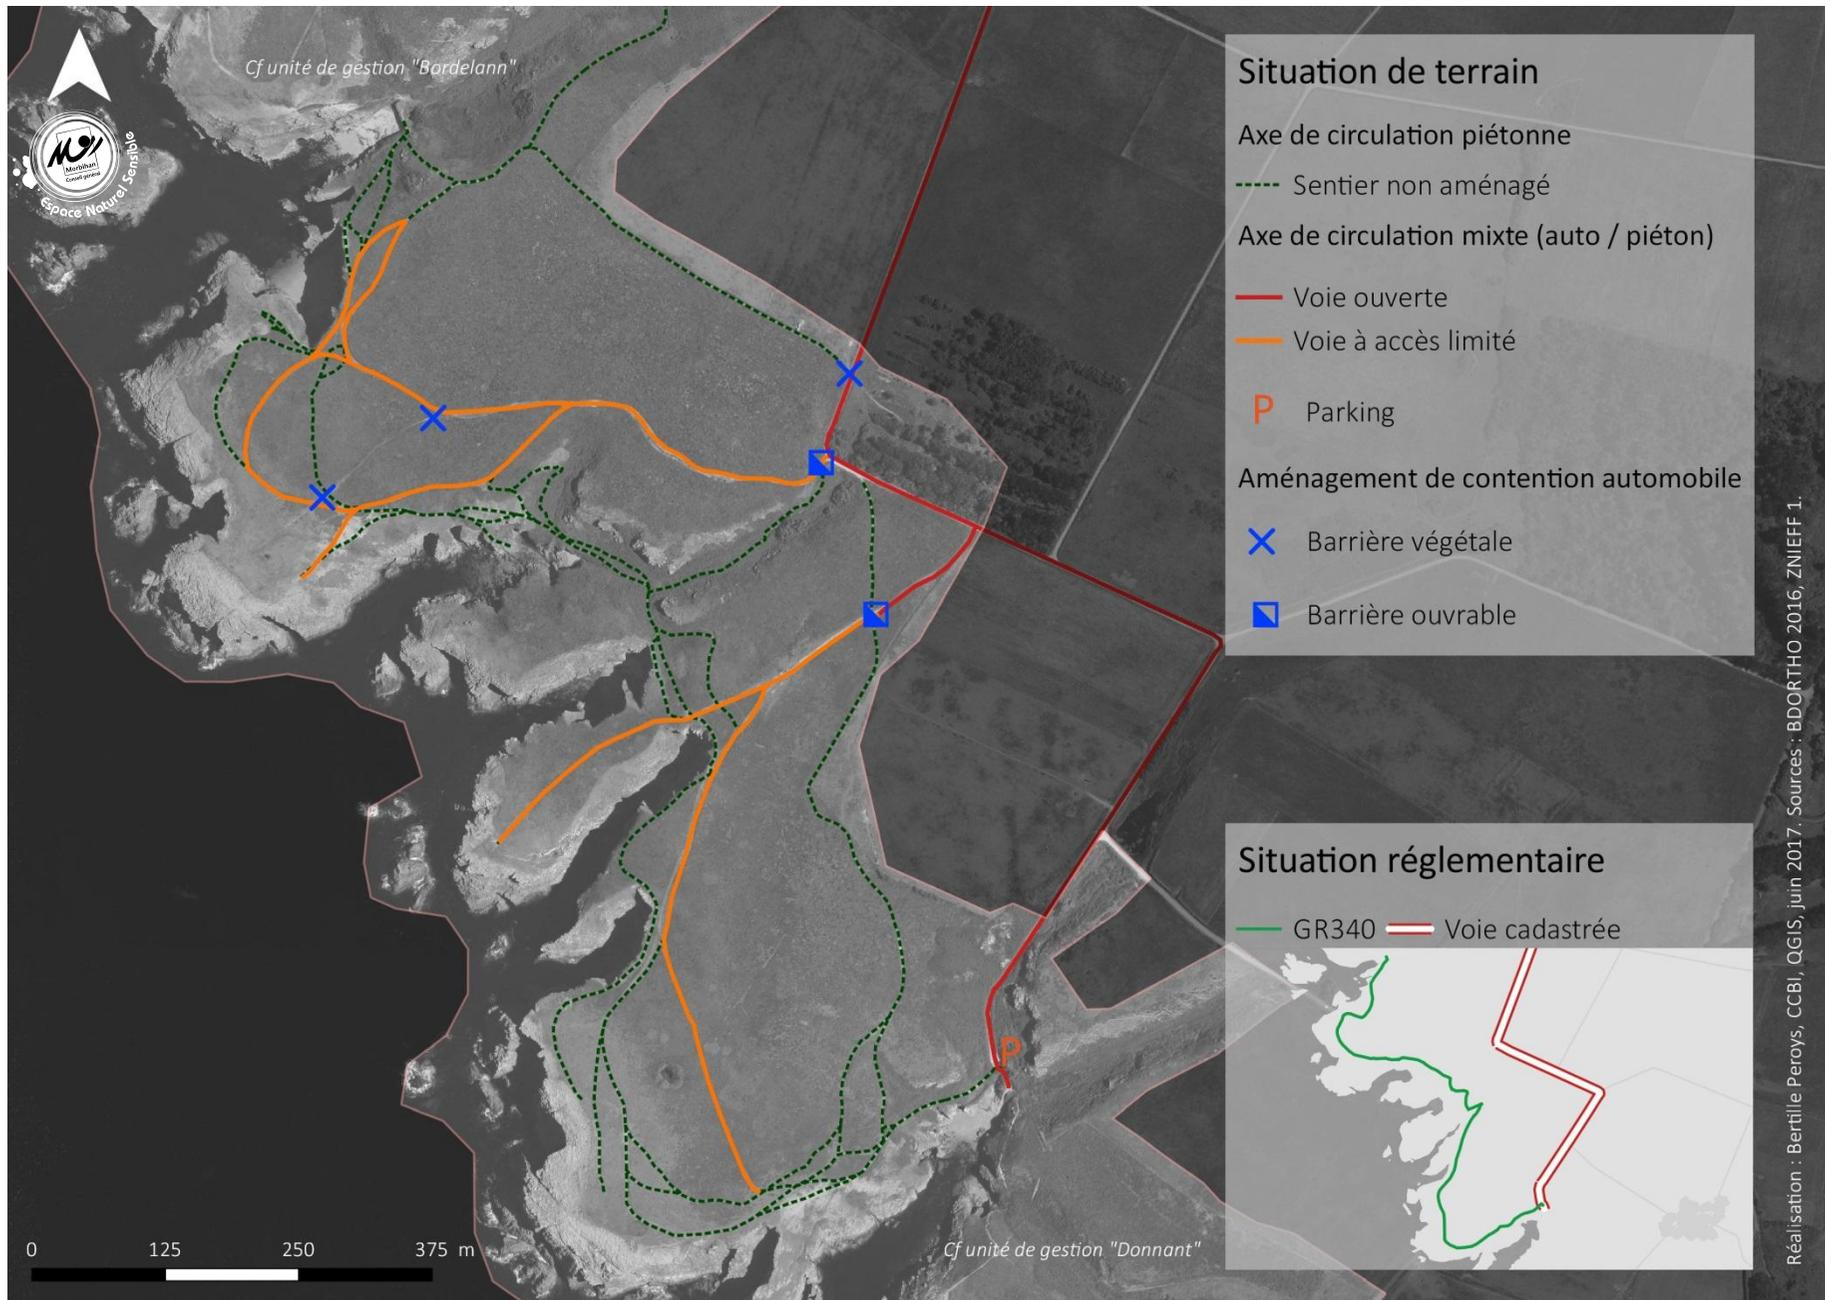 Cf unité de gestion "Bordelann"
Morbihan
Conseil général
Espace Naturel Sensible
Situation de terrain
Axe de circulation piétonne
Sentier non aménagé
Axe de circulation mixte (auto / piéton)
Voie ouverte
Voie à accès limité
P Parking
Aménagement de contention automobile
Barrière végétale
Barrière ouvrable
P
Situation réglementaire
GR340 Voie cadastrée
0 125 250 375 m
Cf unité de gestion "Donnant"
Réalisation : Bertille Peroys, CCBI, QGIS, juin 2017. Sources : BDORTHO 2016, ZNIEFF 1.